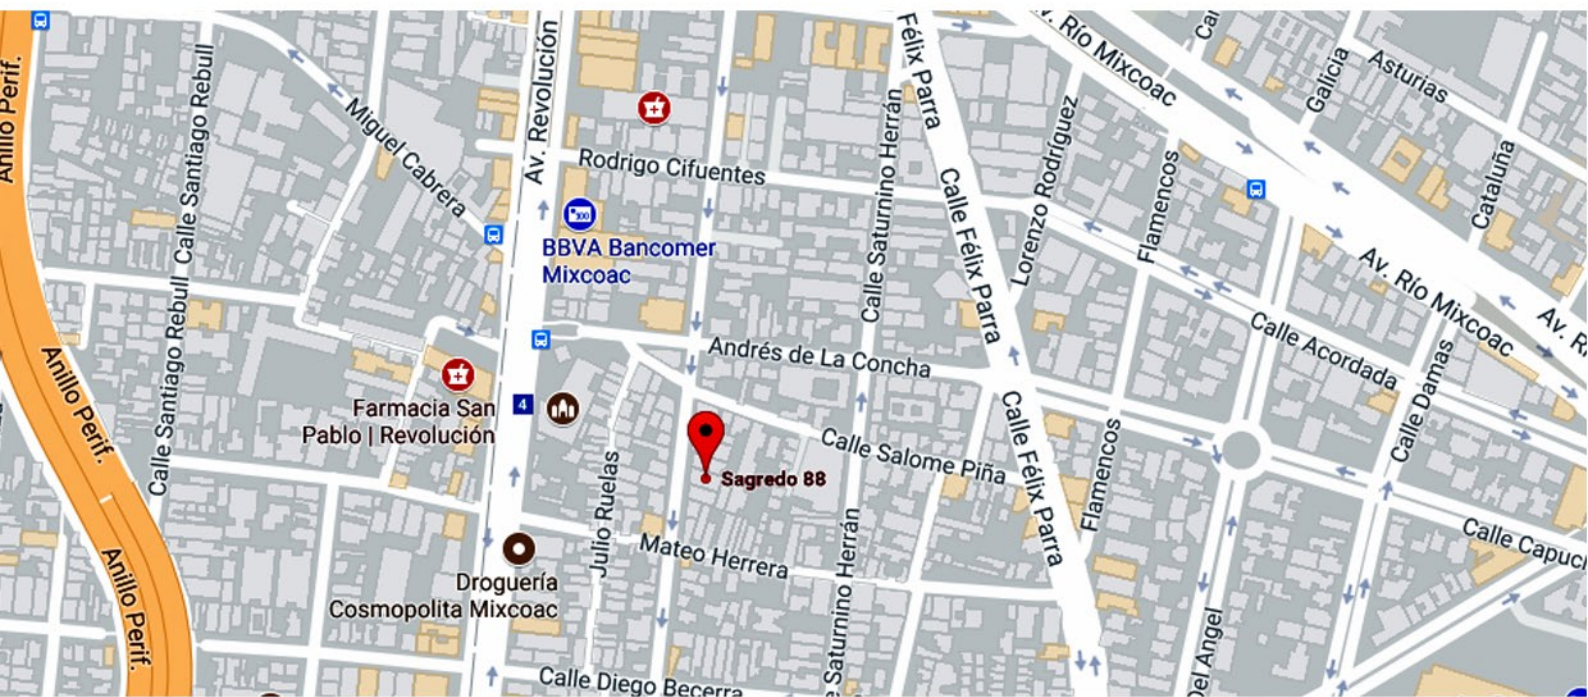 Anillo Perif.
Calle Santiago Rebull
Miguel Cabrera
Av. Revolución
Félix Parra
Av. Río Mixcoac
Galicia
Asturias
Rodrigo Cifuentes
Calle Saturnino Herrán
Calle Félix Parra
Lorenzo Rodríguez
Flamencos
Cataluña
BBVA Bancomer
Mixcoac
Calle Santiago Rebull
Anillo Perif.
Andrés de La Concha
Calle Acordada
Av. Río Mixcoac
Calle Damas
Farmacia San
Pablo | Revolución
4
Julio Ruelas
Sagredo 88
Calle Salome Piña
Calle Félix Parra
Flamencos
Calle Capuc
Anillo Perif.
Droguería
Cosmopolita Mixcoac
Mateo Herrera
Saturnino Herrán
Del Angel
Calle Diego Becerra